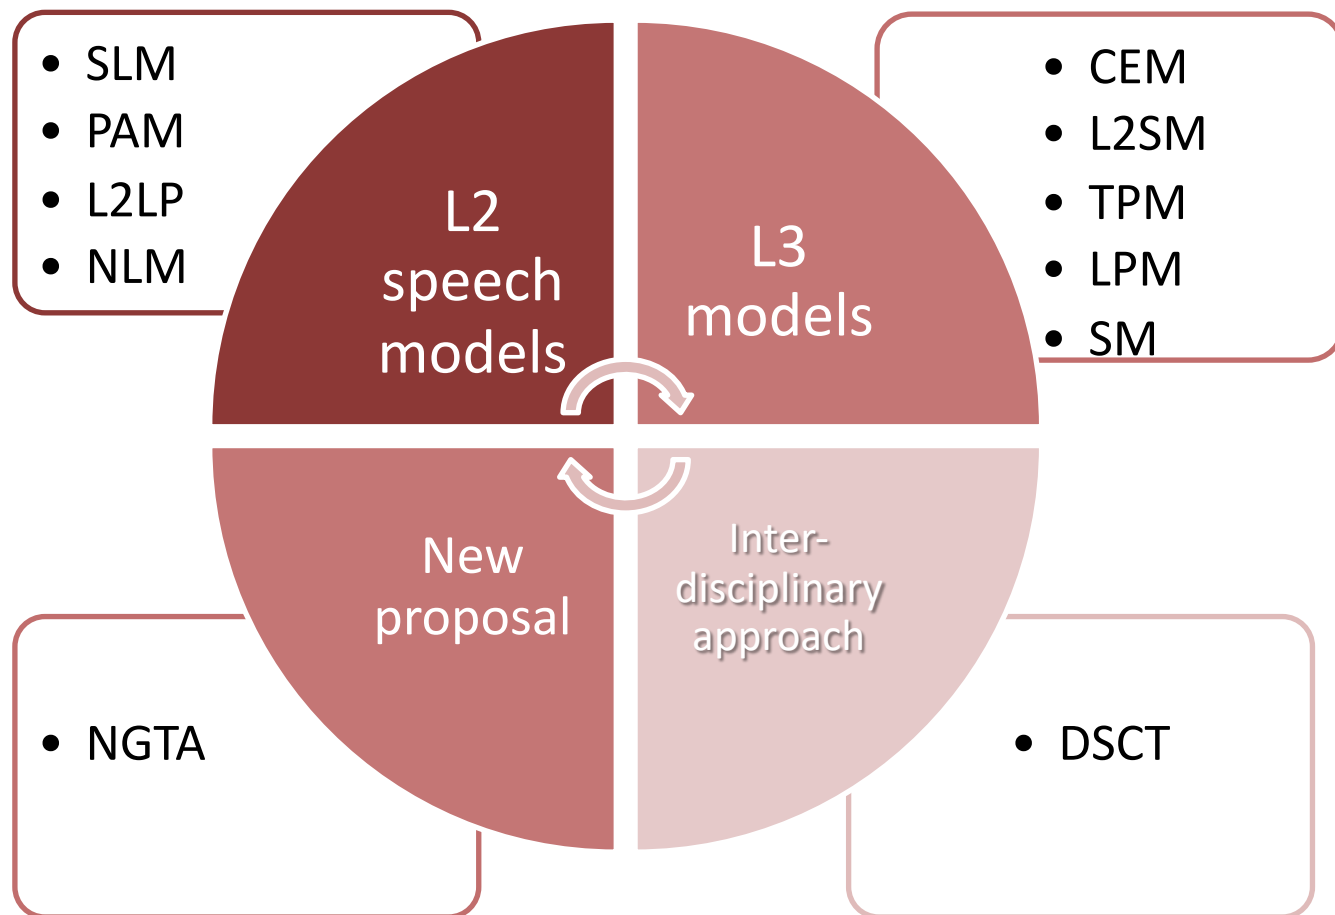 • SLM
• PAM
• L2LP
• NLM
L2
speech
models
L3
models
• CEM
• L2SM
• TPM
• LPM
• SM
New
proposal
• NGTA
Inter-
disciplinary
approach
• DSCT